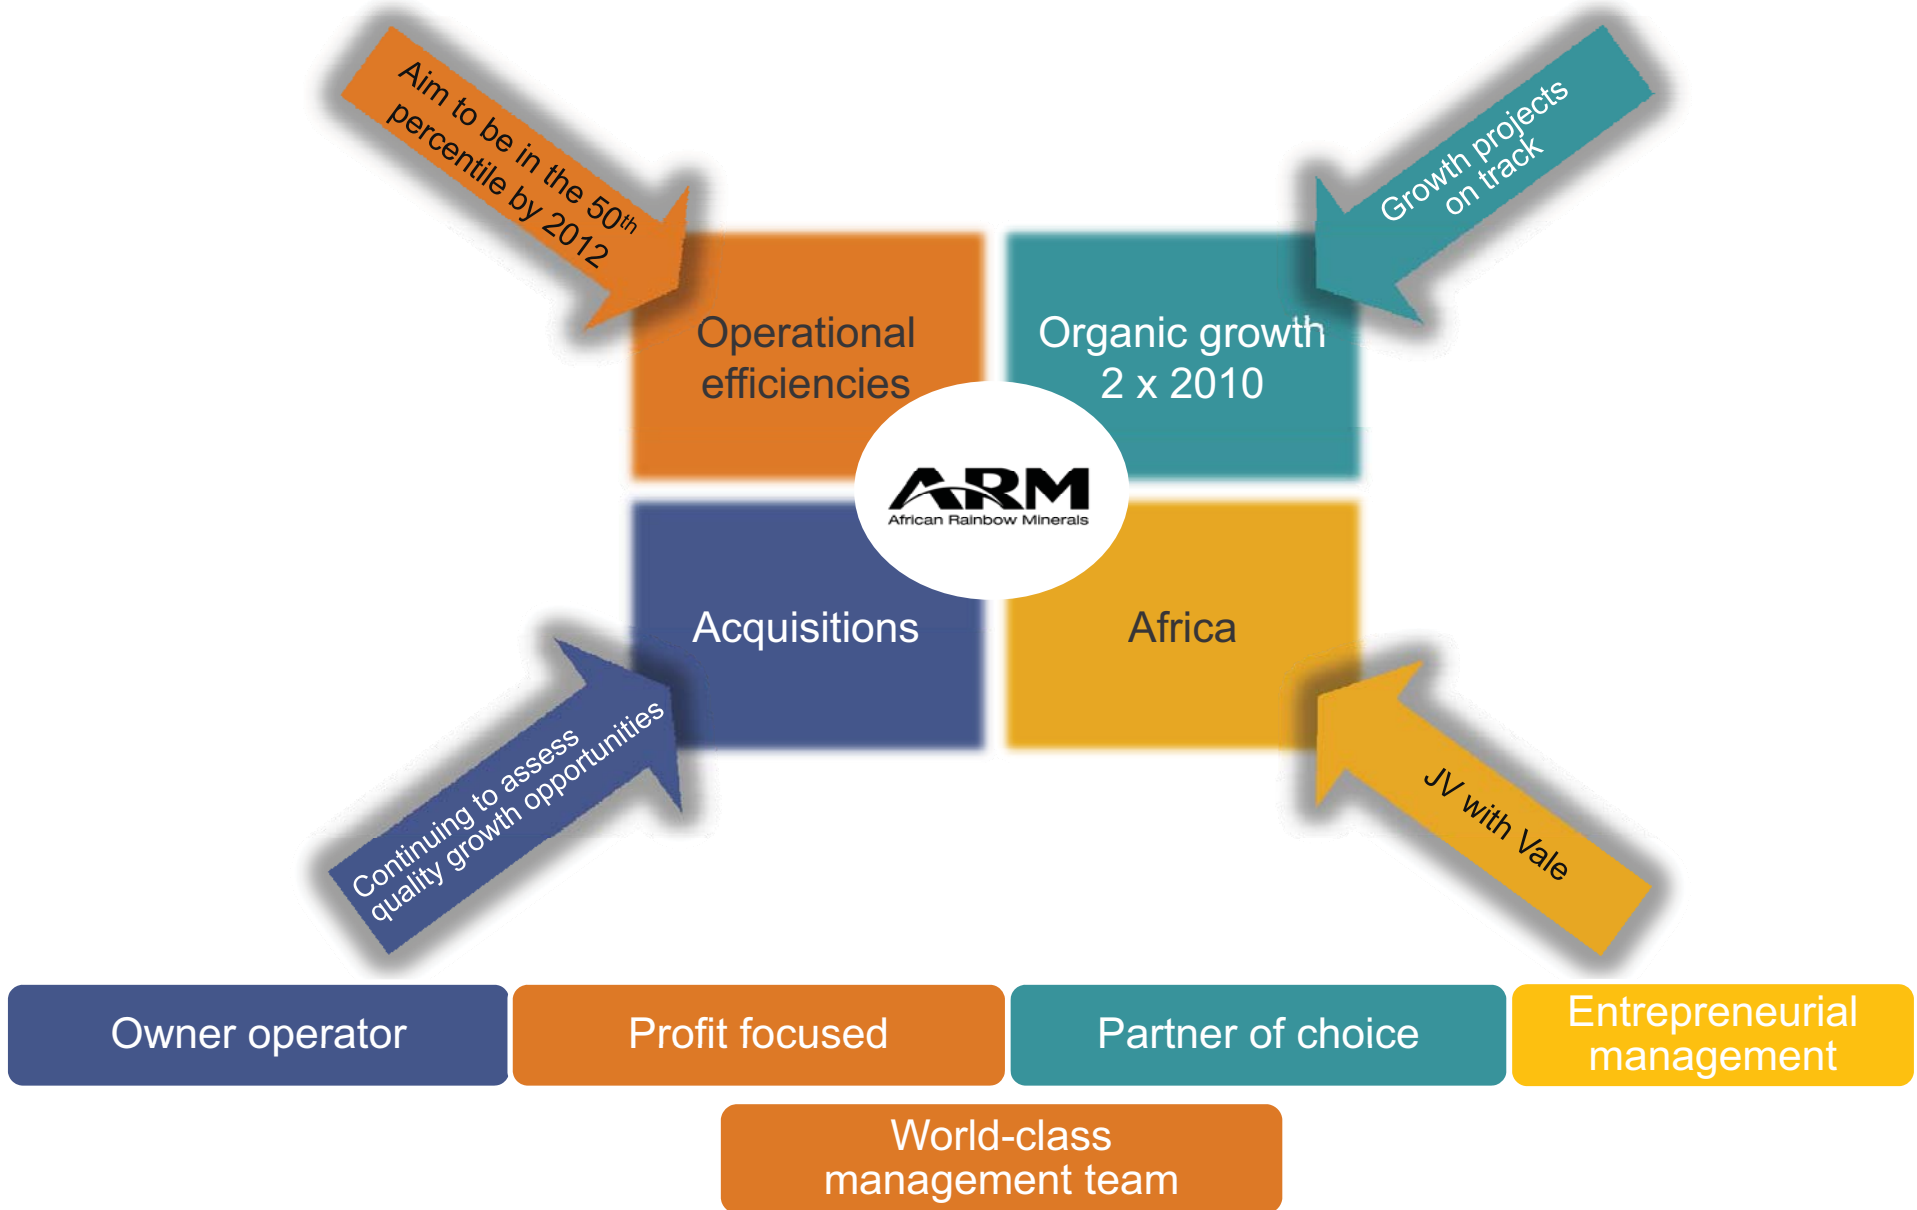 Aim to be in the 50th
percentile by 2012
Growth projects
on track
Operational
efficiencies
Organic growth
2 x 2010
ARM
African Rainbow Minerals
Acquisitions
Africa
Continuing to assess
quality growth opportunities
JV with Vale
Owner operator
Profit focused
Partner of choice
Entrepreneurial
management
World-class
management team